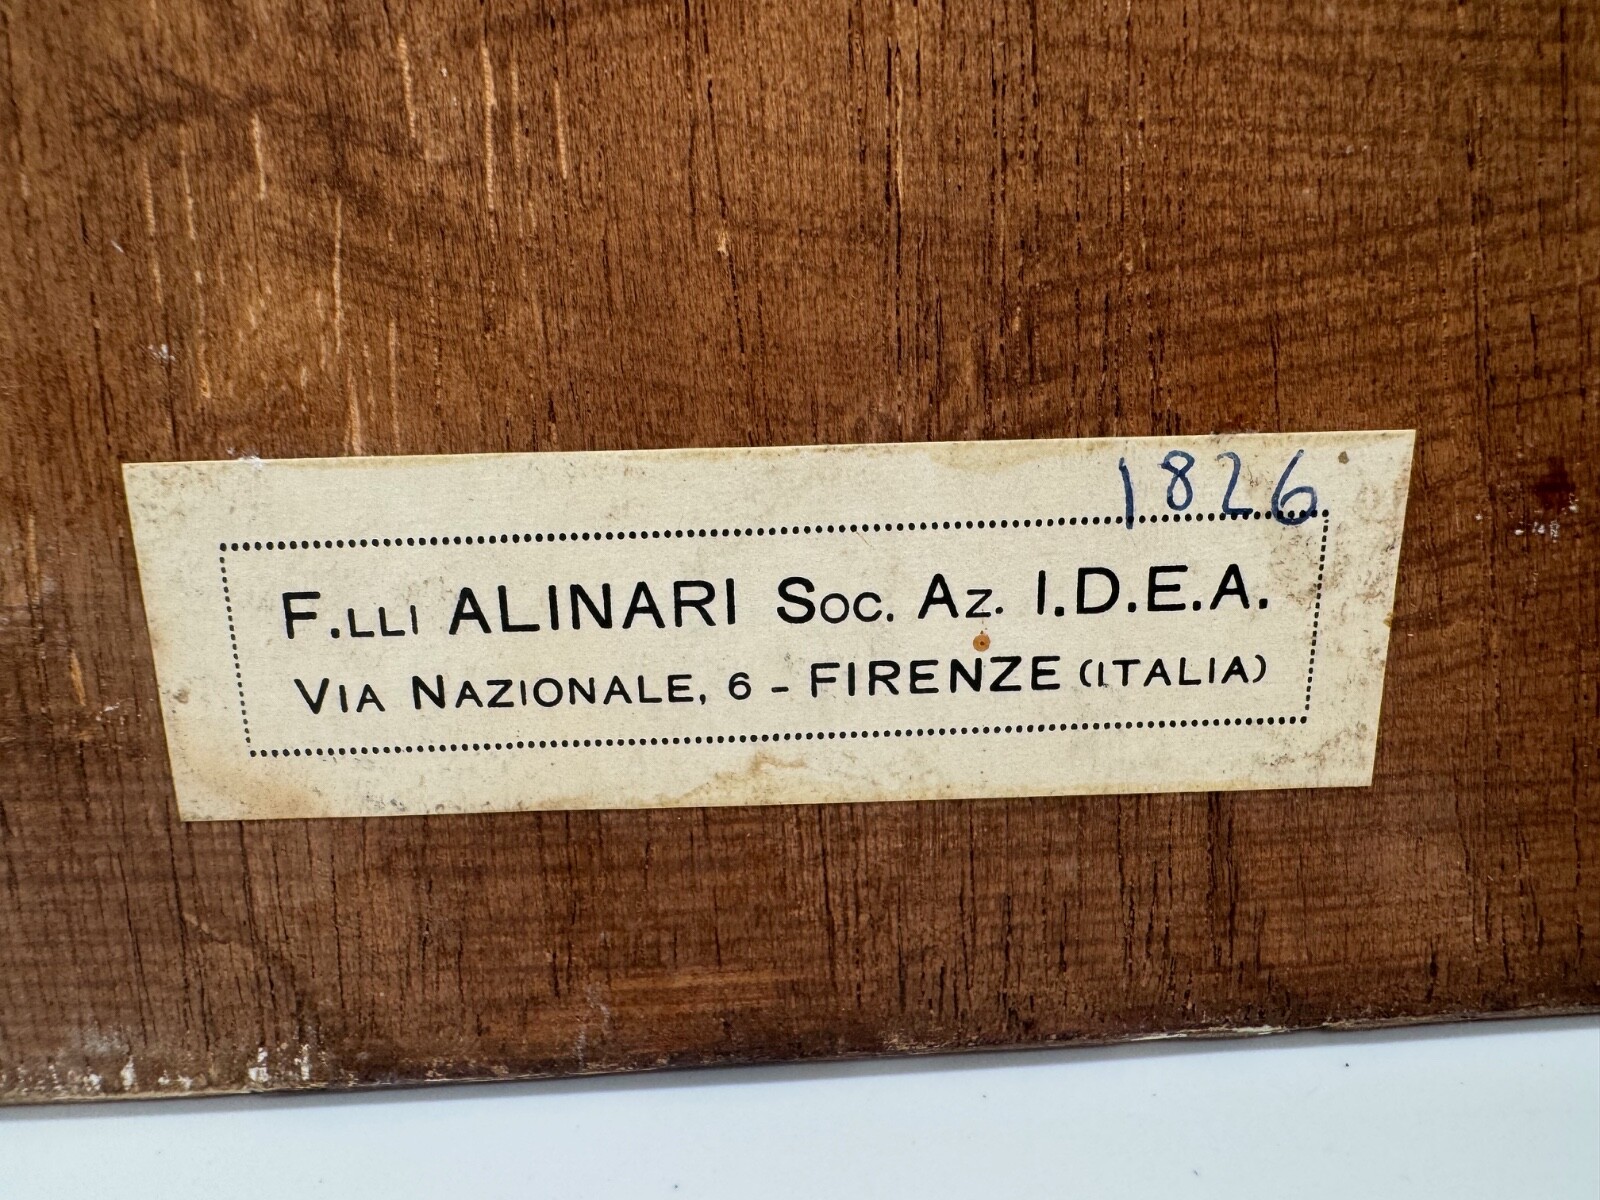 1826
F.LLI ALINARI Soc. Az. I.D.E.A.
VIA NAZIONALE, 6 - FIRENZE (ITALIA)